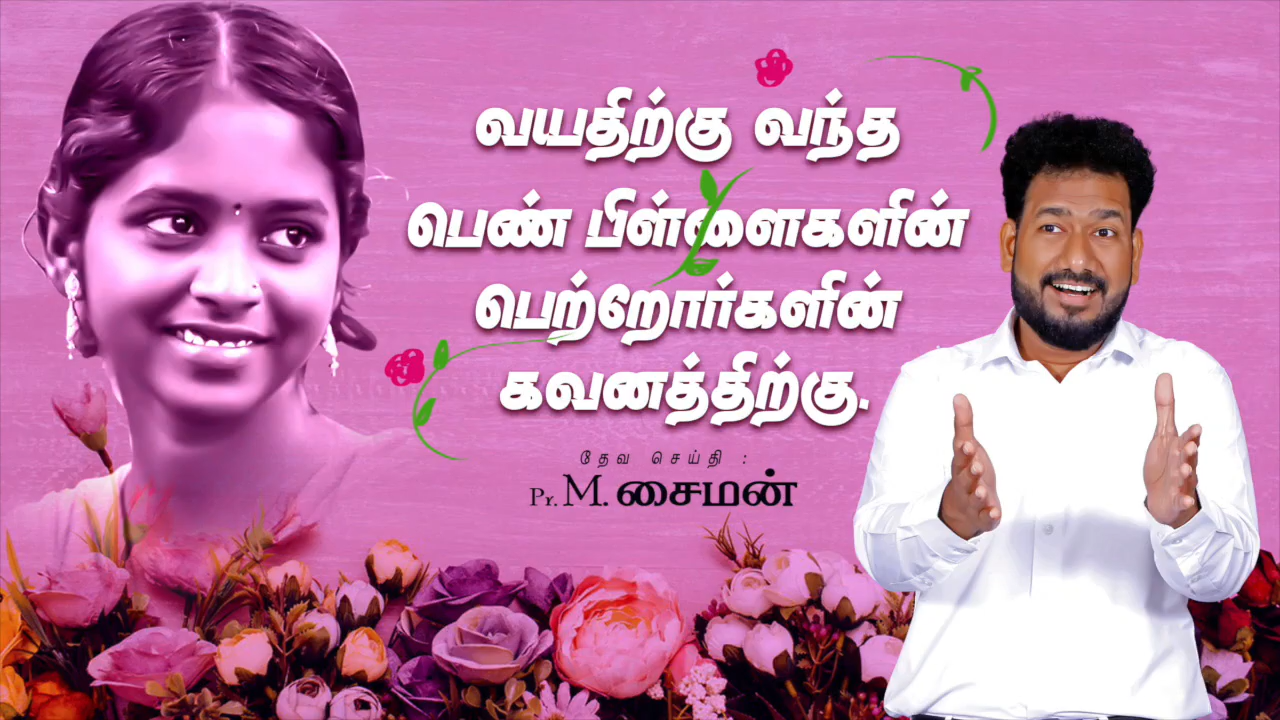 வயதிற்கு வந்த
பெண் பிள்ளைகளின்
பெற்றோர்களின்
கவனத்திற்கு.
தேவ செய்தி :
Pr. M. சைமன்